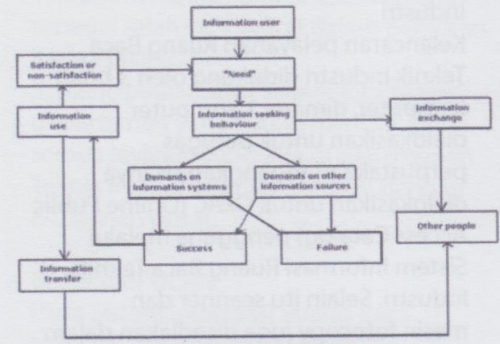 Information user
Satisfaction or
non-satisfaction
"Need"
Information
use
Information seeking
behaviour
Information
exchange
Demands on
information systems
Demands on other
information sources
Other people
Success
Failure
Information
transfer